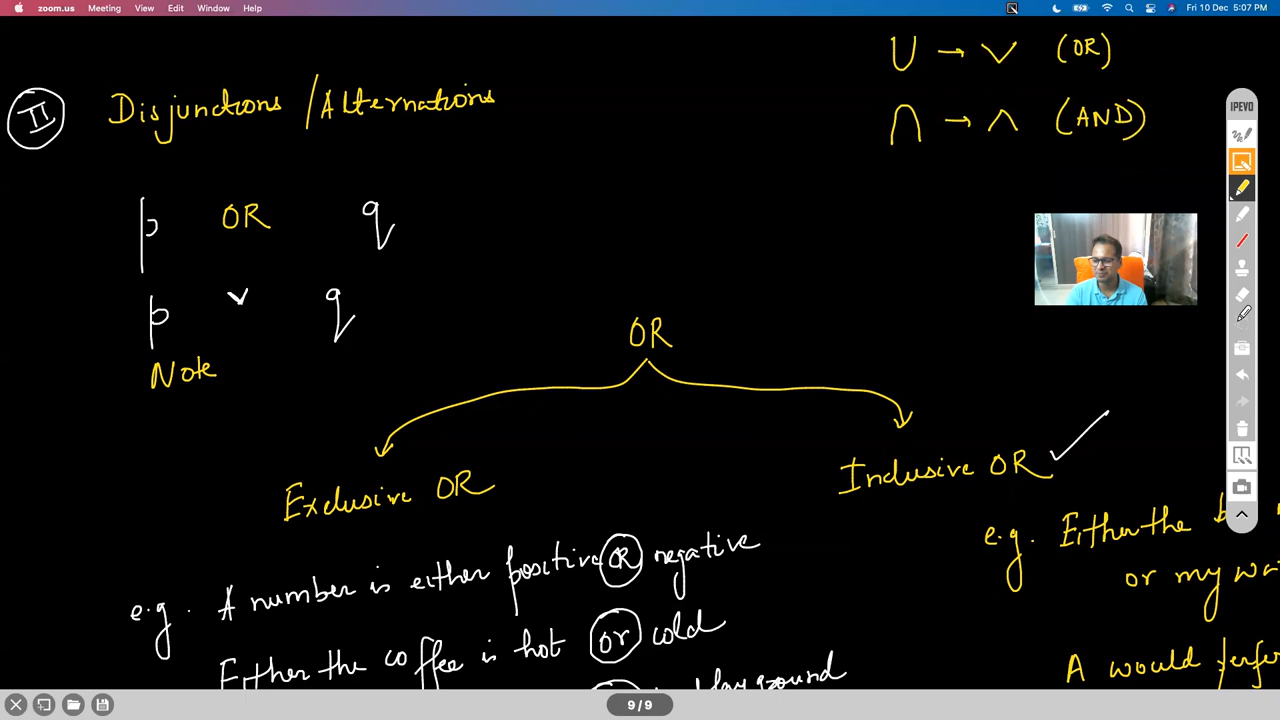 zoom.us Meeting View Edit Window Help Fri 10 Dec 5:07 PM
∪ → ∨ (OR)
II Disjunctions / Alternations
∩ → ∧ (AND)
IPEVO
p OR q
p ∨ q
Note
OR
Exclusive OR
Inclusive OR ✓
e.g. A number is either positive OR negative
Either the coffee is hot or cold
playground
e.g. Either the
or my
A would
9/9